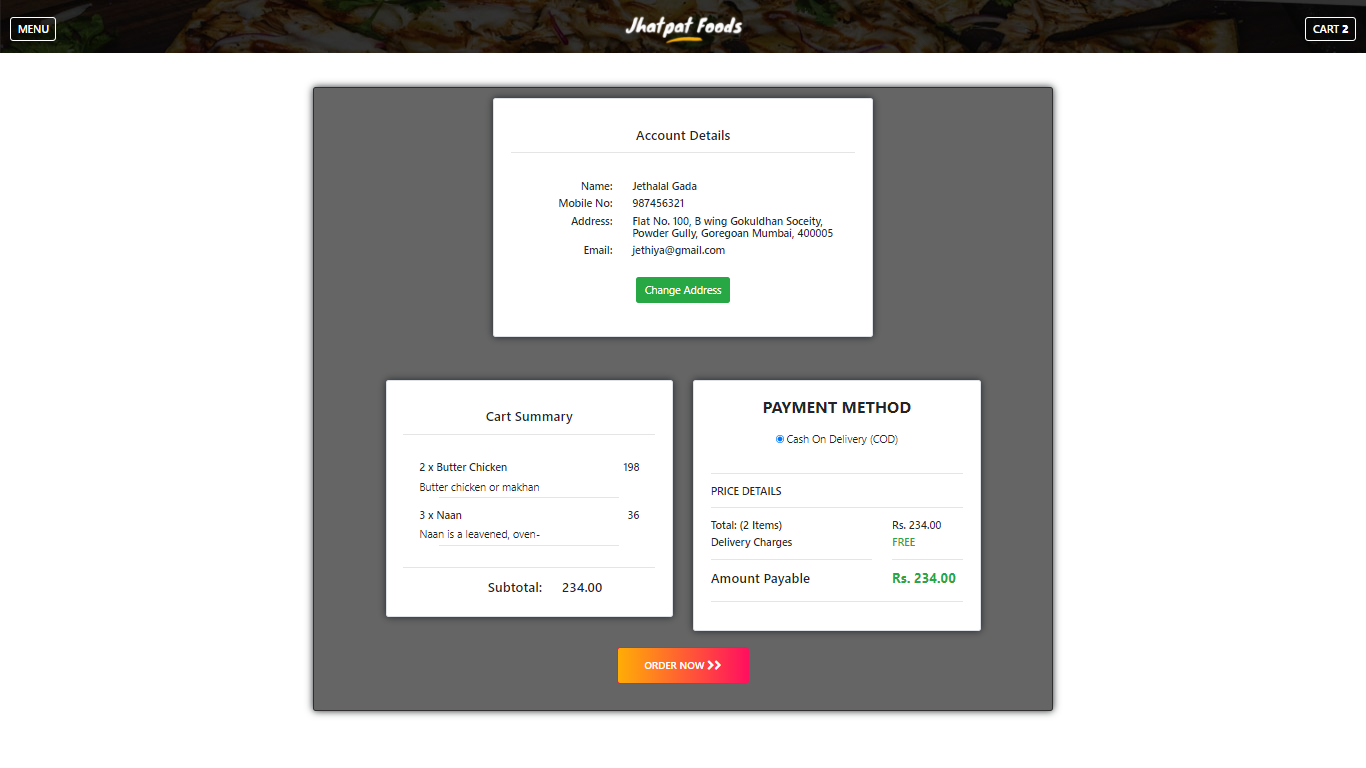 MENU
Jhatpat Foods
CART 2
Account Details
Name: Jethalal Gada
Mobile No: 987456321
Address: Flat No. 100, B wing Gokuldhan Soceity,
Powder Gully, Goregoan Mumbai, 400005
Email: jethiya@gmail.com
Change Address
Cart Summary
2 x Butter Chicken 198
Butter chicken or makhan
3 x Naan 36
Naan is a leavened, oven-
Subtotal: 234.00
PAYMENT METHOD
Cash On Delivery (COD)
PRICE DETAILS
Total: (2 Items) Rs. 234.00
Delivery Charges FREE
Amount Payable Rs. 234.00
ORDER NOW